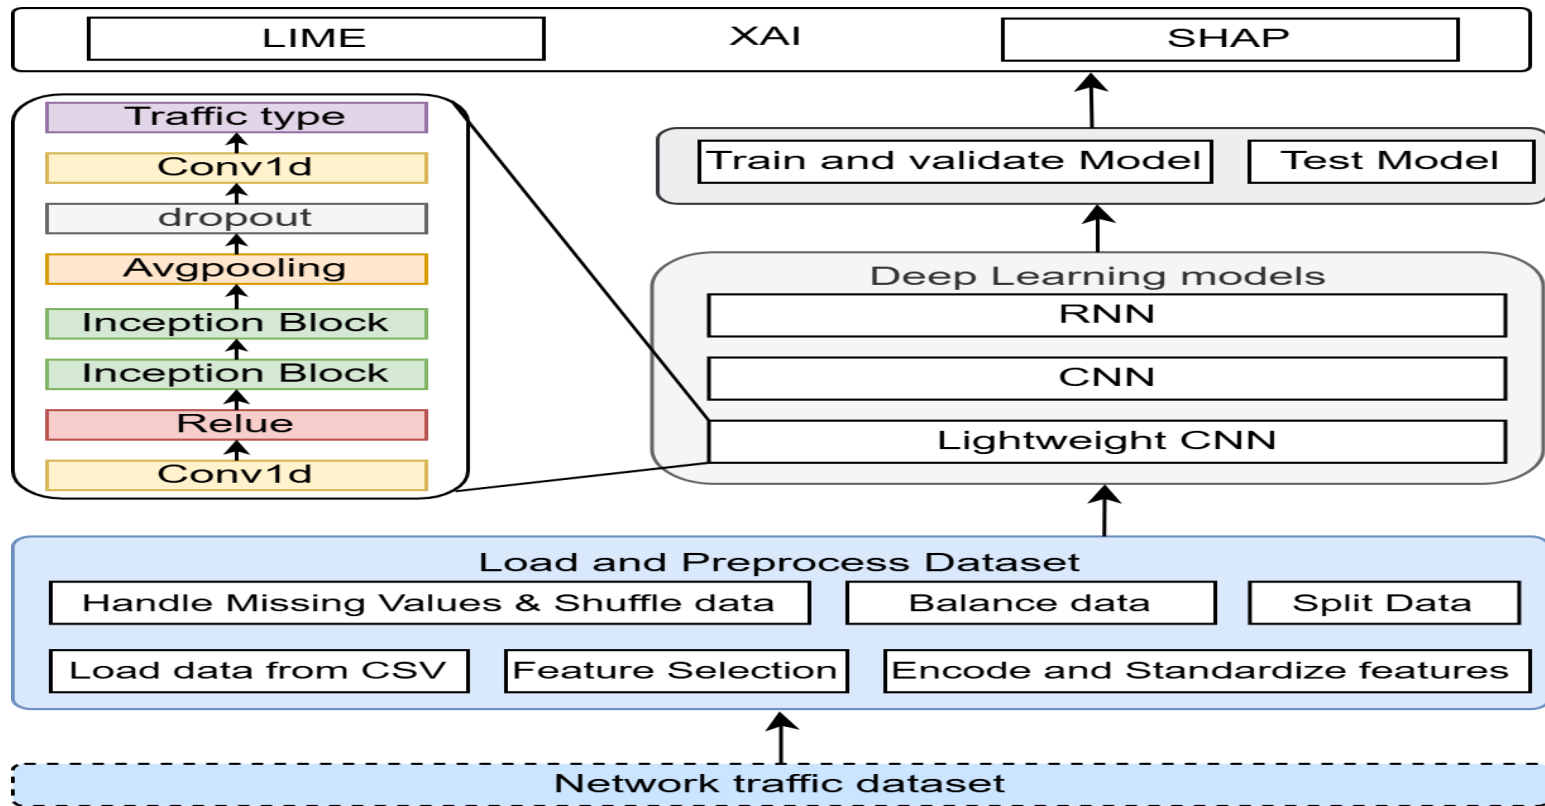 LIME
XAI
SHAP
Traffic type
Conv1d
dropout
Avgpooling
Inception Block
Inception Block
Relue
Conv1d
Train and validate Model
Test Model
Deep Learning models
RNN
CNN
Lightweight CNN
Load and Preprocess Dataset
Handle Missing Values & Shuffle data
Balance data
Split Data
Load data from CSV
Feature Selection
Encode and Standardize features
Network traffic dataset